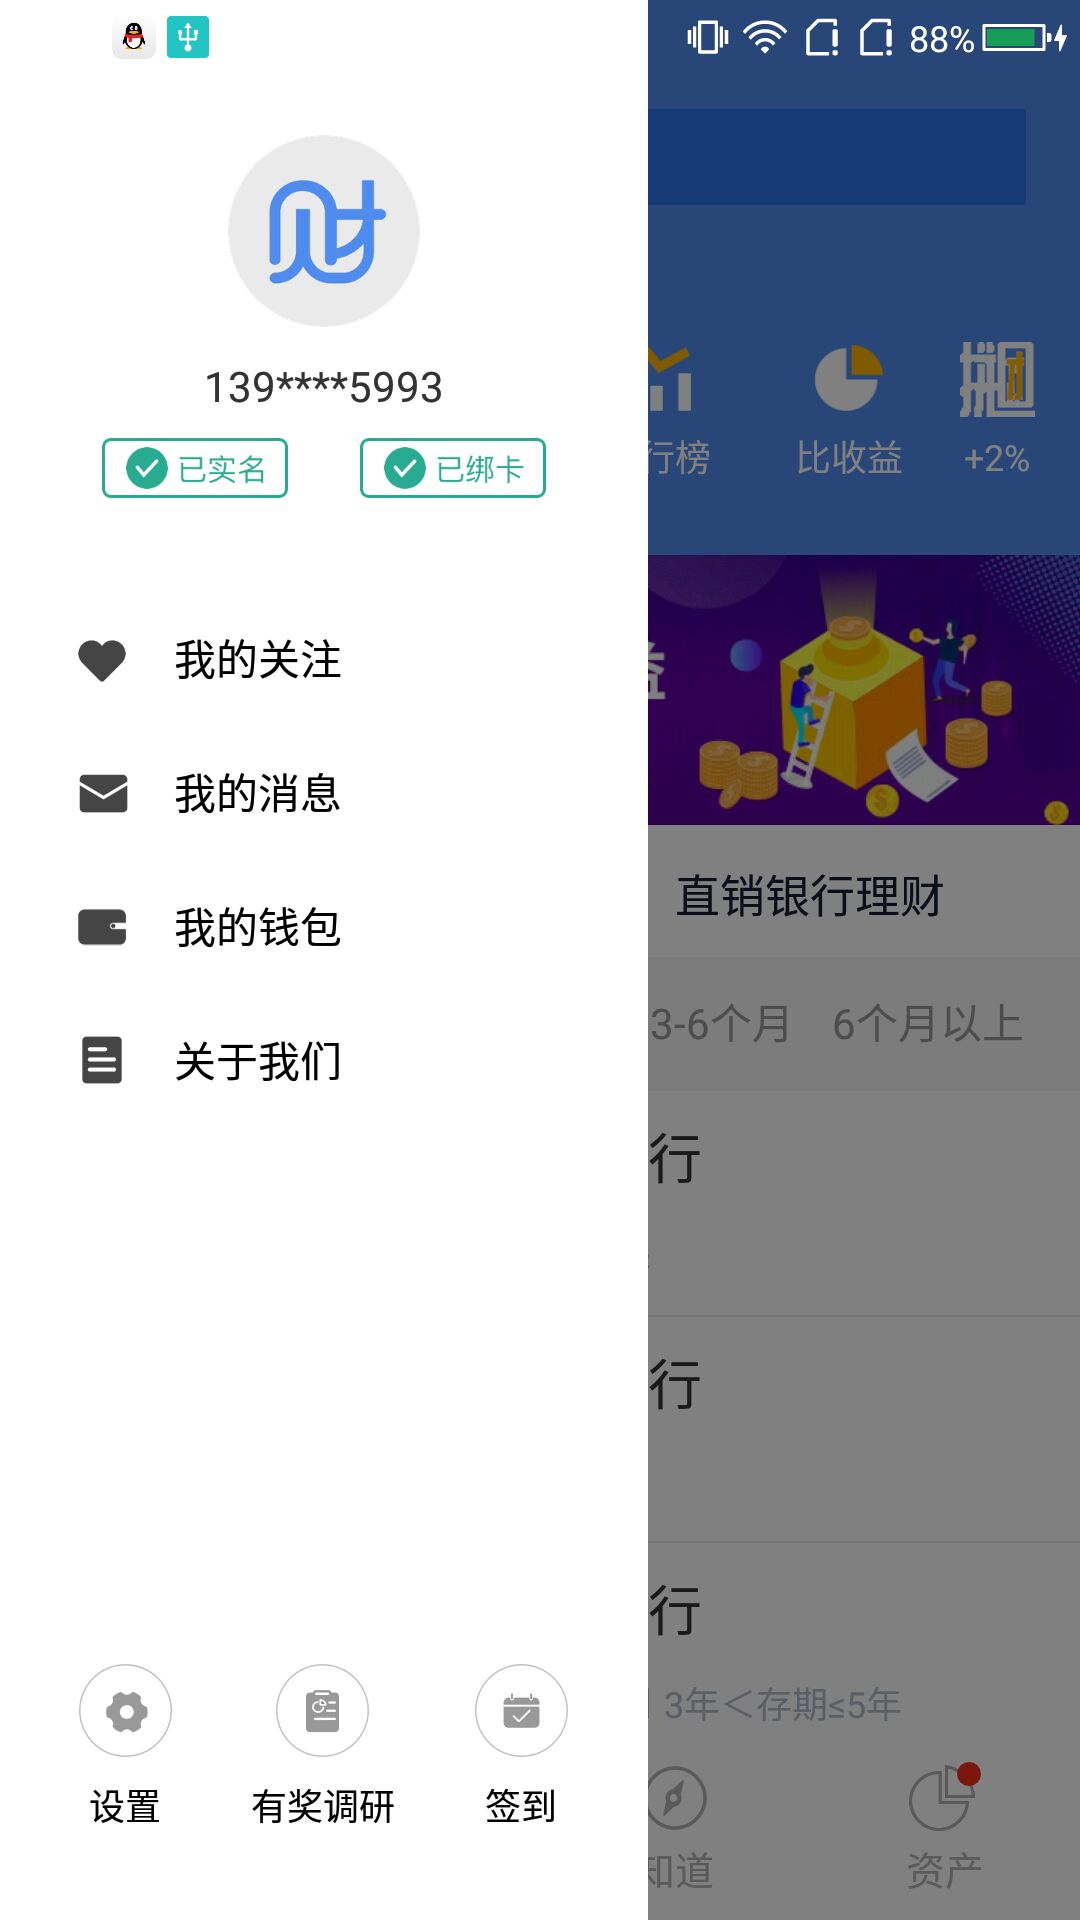 88%
139****5993
已实名
已绑卡
行榜
比收益
+2%
我的关注
益
我的消息
直销银行理财
我的钱包
3-6个月
6个月以上
关于我们
行
行
行
3年＜存期≤5年
设置
有奖调研
签到
知道
资产